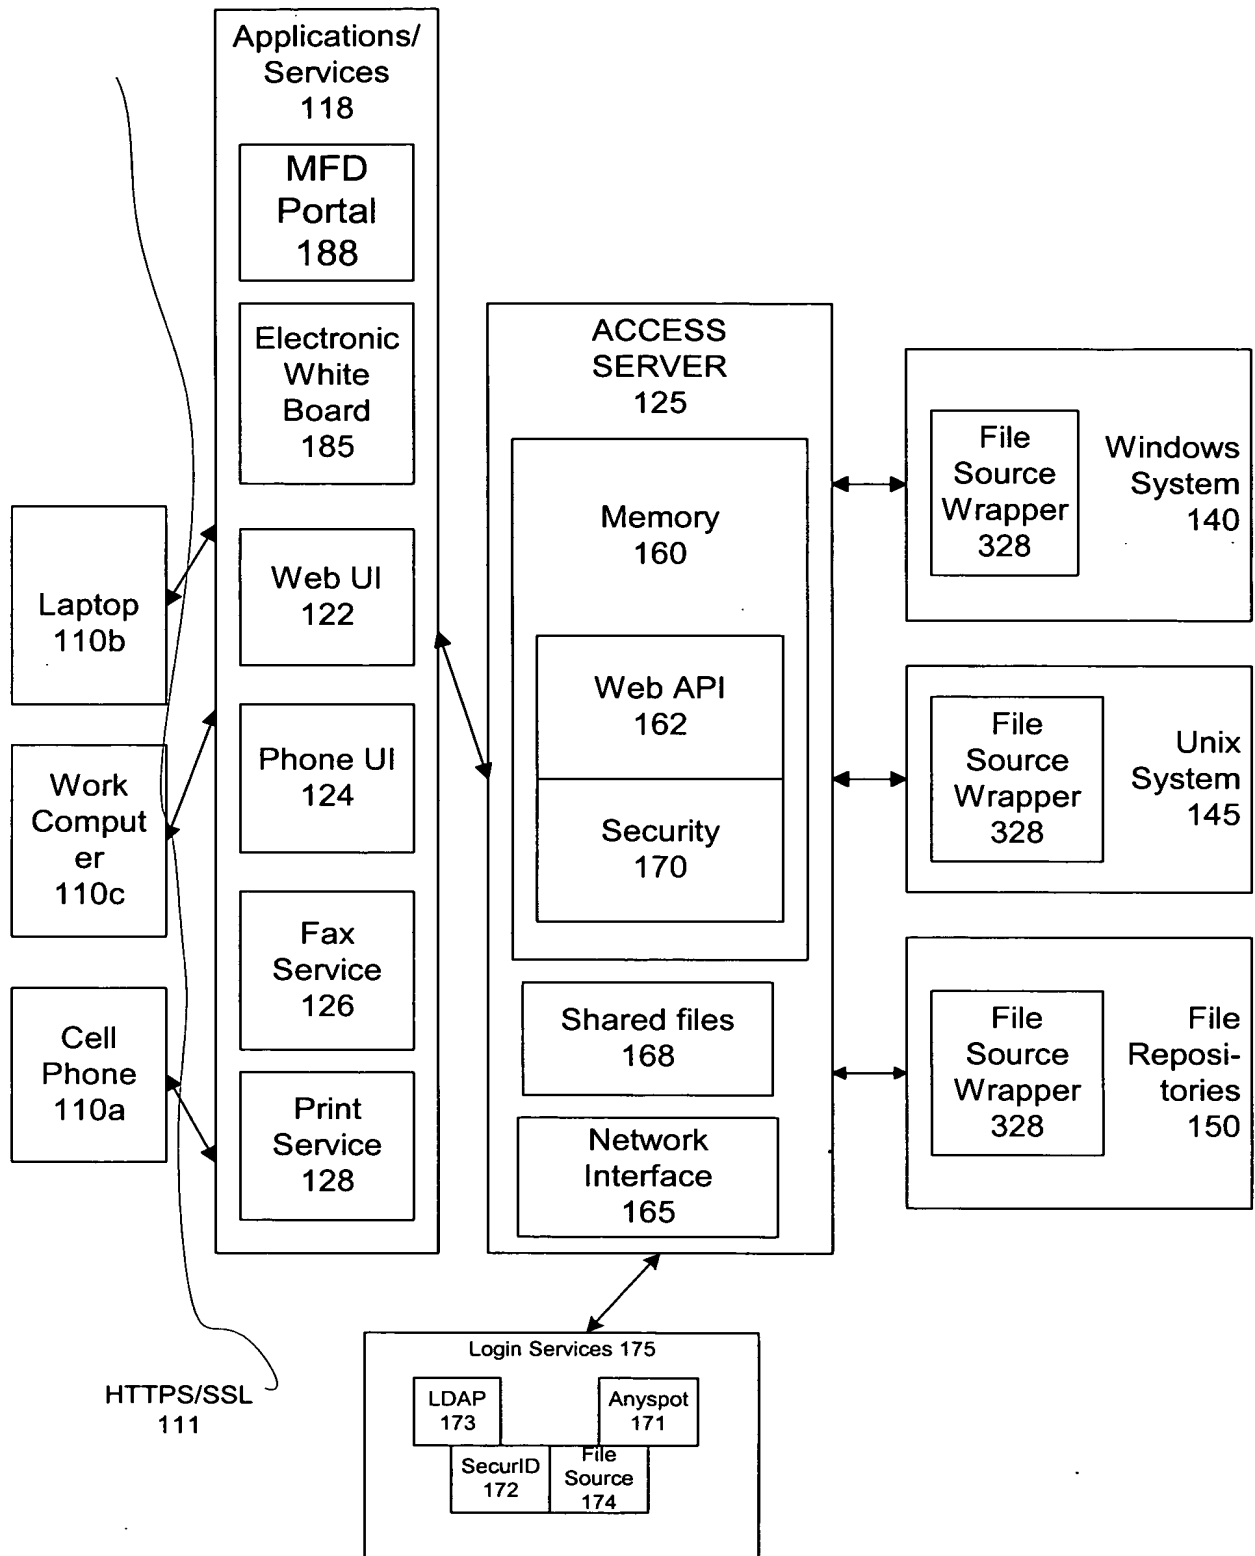 Applications/
Services
118
MFD
Portal
188
Electronic
White
Board
185
Web UI
122
Phone UI
124
Fax
Service
126
Print
Service
128
Laptop
110b
Work
Comput
er
110c
Cell
Phone
110a
HTTPS/SSL
111
ACCESS
SERVER
125
Memory
160
Web API
162
Security
170
Shared files
168
Network
Interface
165
File
Source
Wrapper
328
Windows
System
140
File
Source
Wrapper
328
Unix
System
145
File
Source
Wrapper
328
File
Reposi-
tories
150
Login Services 175
LDAP
173
Anyspot
171
SecurID
172
File
Source
174